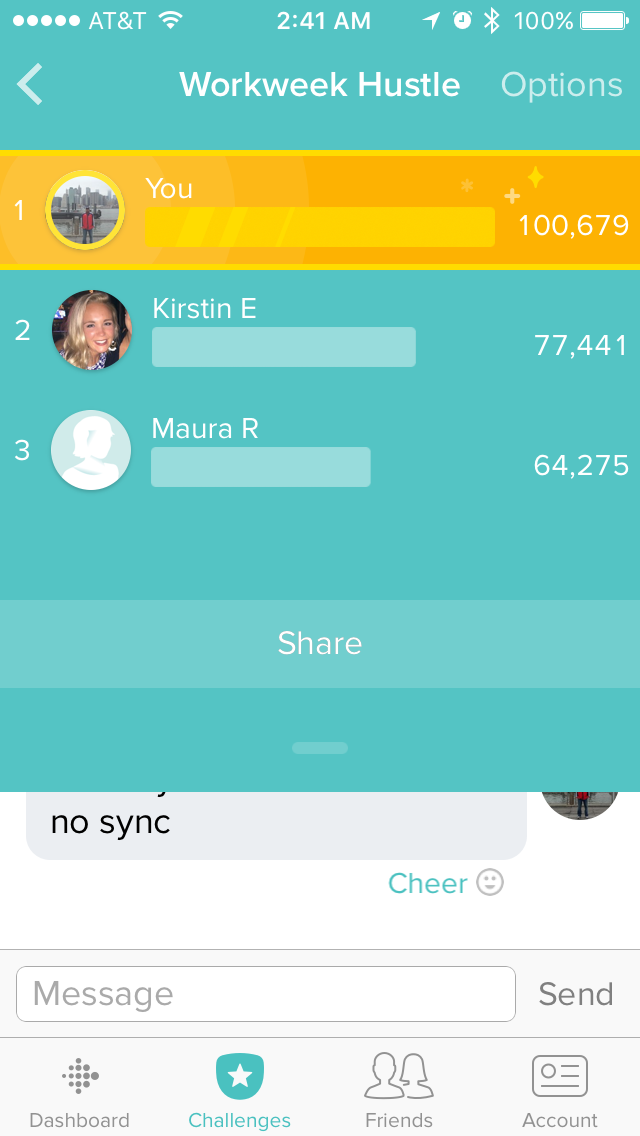 AT&T 2:41 AM 100%
Workweek Hustle Options
1 You 100,679
2 Kirstin E 77,441
3 Maura R 64,275
Share
no sync
Cheer
Message Send
Dashboard Challenges Friends Account